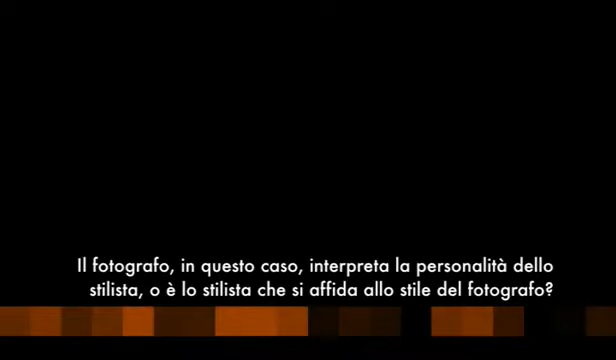 Il fotografo, in questo caso, interpreta la personalità dello
stilista, o è lo stilista che si affida allo stile del fotografo?